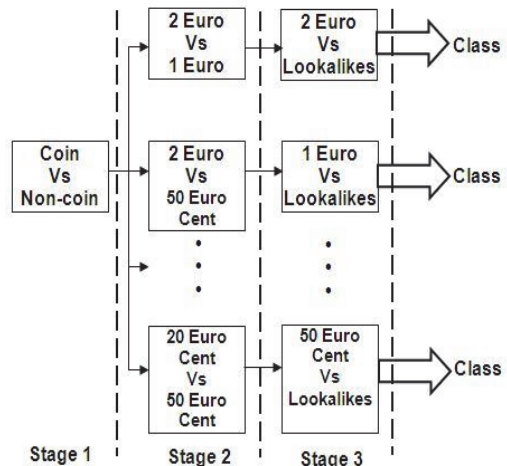 Coin
Vs
Non-coin
2 Euro
Vs
1 Euro
2 Euro
Vs
Lookalikes
Class
2 Euro
Vs
50 Euro
Cent
1 Euro
Vs
Lookalikes
Class
20 Euro
Cent
Vs
50 Euro
Cent
50 Euro
Cent
Vs
Lookalikes
Class
Stage 1
Stage 2
Stage 3